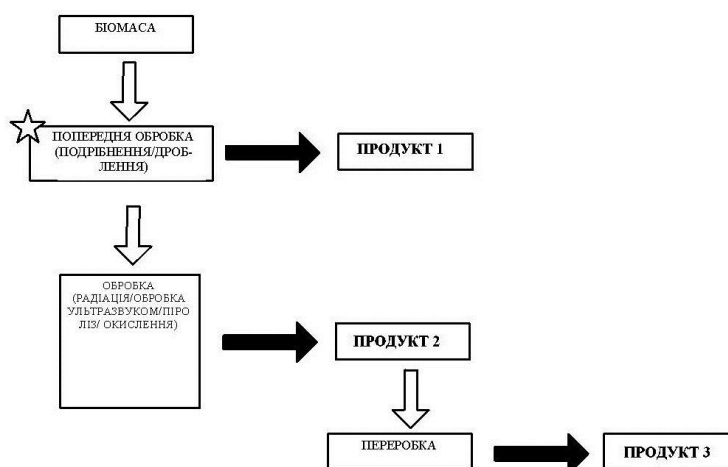 БІОМАСА
ПОПЕРЕДНЯ ОБРОБКА
(ПОДРІБНЕННЯ/ДРОБ-
ЛЕННЯ)
ПРОДУКТ 1
ОБРОБКА
(РАДІАЦІЯ/ОБРОБКА
УЛЬТРАЗВУКОМ/ПІРО
ЛІЗ/ ОКИСЛЕННЯ)
ПРОДУКТ 2
ПЕРЕРОБКА
ПРОДУКТ 3